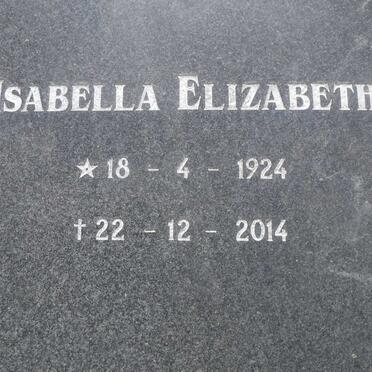 ISABELLA ELIZABETH
★ 18 - 4 - 1924
† 22 - 12 - 2014